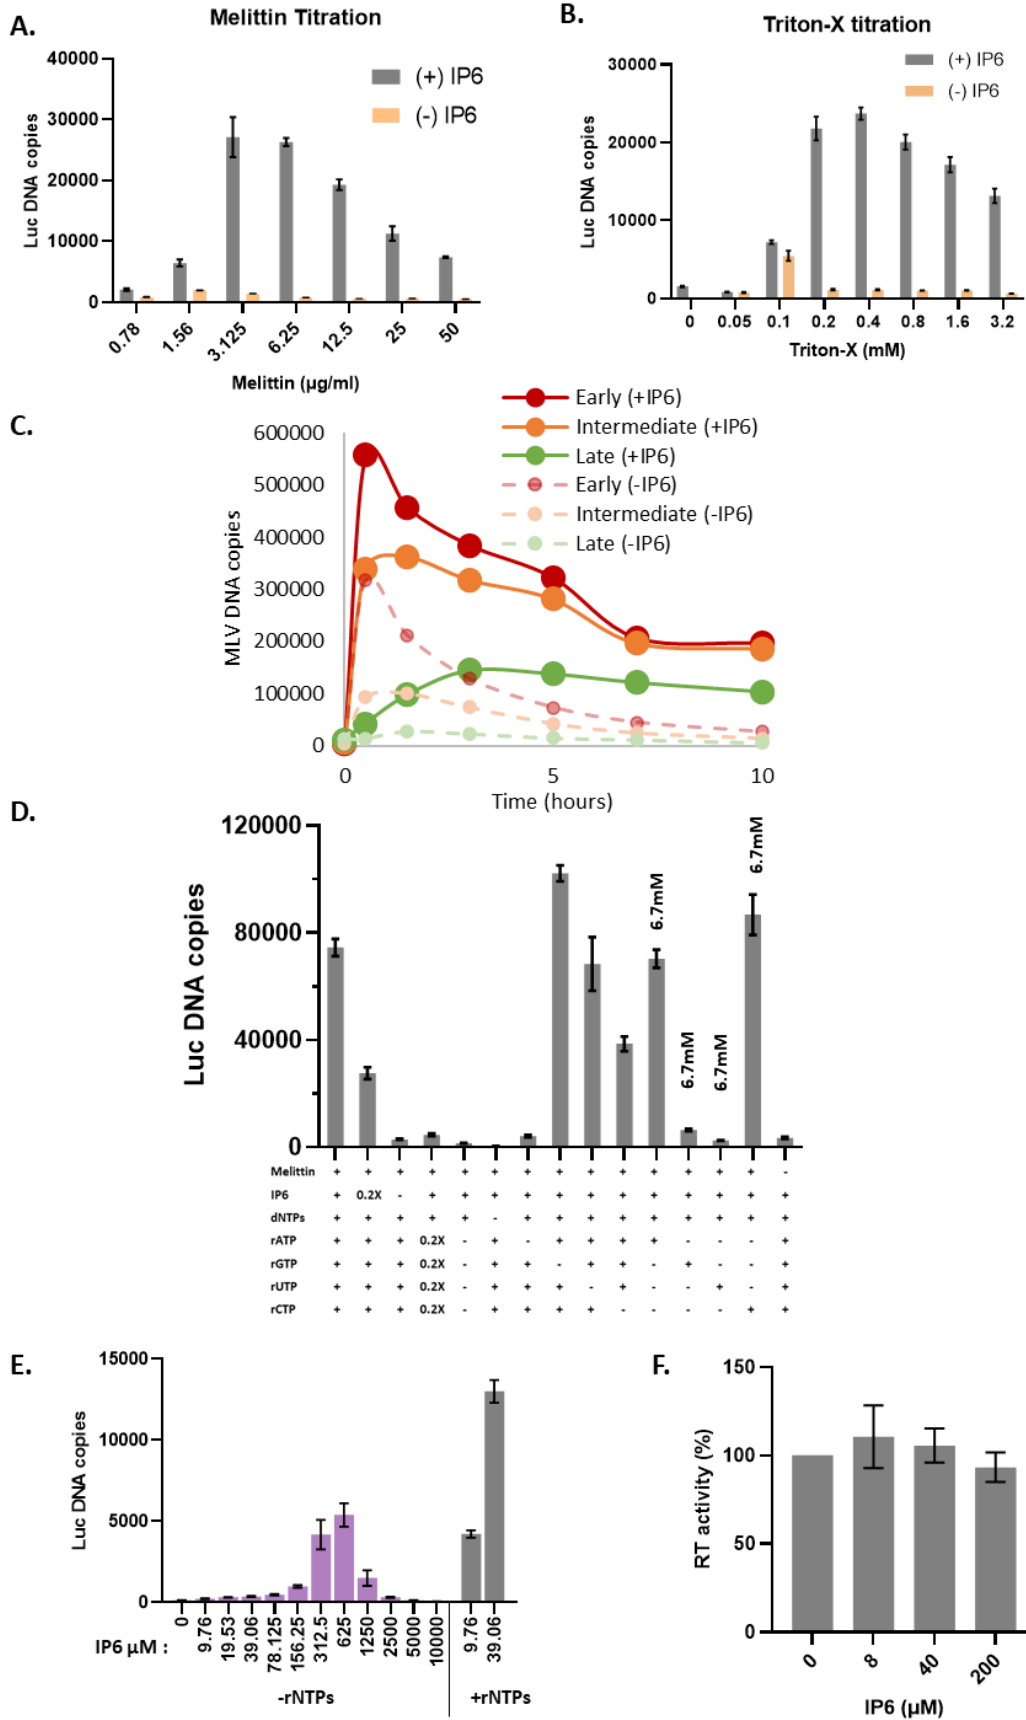 A.
Melittin Titration
40000
30000
20000
10000
0
Luc DNA copies
(+) IP6
(-) IP6
0.78
1.56
3.125
6.25
12.5
25
50
Melittin (µg/ml)
B.
Triton-X titration
30000
20000
10000
0
Luc DNA copies
(+) IP6
(-) IP6
0 0.05 0.1 0.2 0.4 0.8 1.6 3.2
Triton-X (mM)
C.
Early (+IP6)
Intermediate (+IP6)
Late (+IP6)
Early (-IP6)
Intermediate (-IP6)
Late (-IP6)
600000
500000
400000
300000
200000
100000
0
MLV DNA copies
0 5 10
Time (hours)
D.
120000
80000
40000
0
Luc DNA copies
6.7mM
6.7mM
6.7mM
6.7mM
Melittin + + + + + + + + + + + + + + -
IP6 + 0.2X - + + + + + + + + + + + +
dNTPs + + + + + - + + + + + + + + +
rATP + + + 0.2X - + - + + + + - - - +
rGTP + + + 0.2X - + + + + + - + - - +
rUTP + + + 0.2X - + + - + + - - + - +
rCTP + + + 0.2X - + + + + - - - - + +
E.
15000
10000
5000
0
Luc DNA copies
IP6 µM :
0
9.76
19.53
39.06
78.125
156.25
312.5
625
1250
2500
5000
10000
9.76
39.06
-rNTPs
+rNTPs
F.
150
100
50
0
RT activity (%)
0
8
40
200
IP6 (µM)